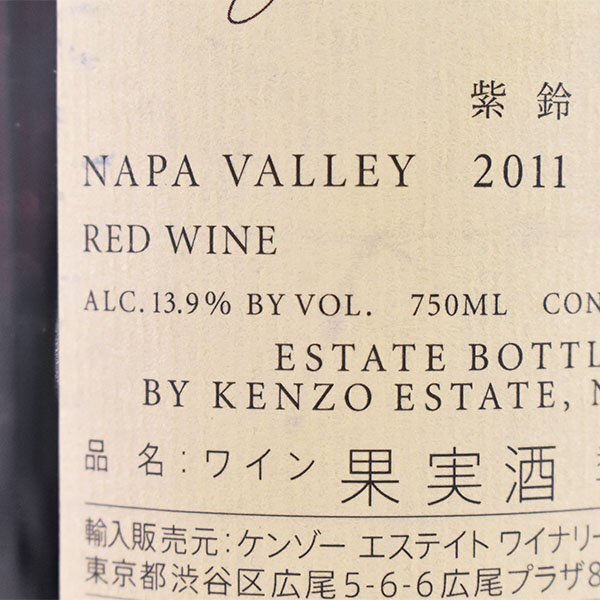 紫鈴
NAPA VALLEY 2011
RED WINE
ALC. 13.9% BY VOL. 750ML CON
ESTATE BOTTL
BY KENZO ESTATE, N
品名:ワイン 果実酒
輸入販売元:ケンゾー エステイト ワイナリー
東京都渋谷区広尾5-6-6広尾プラザ8